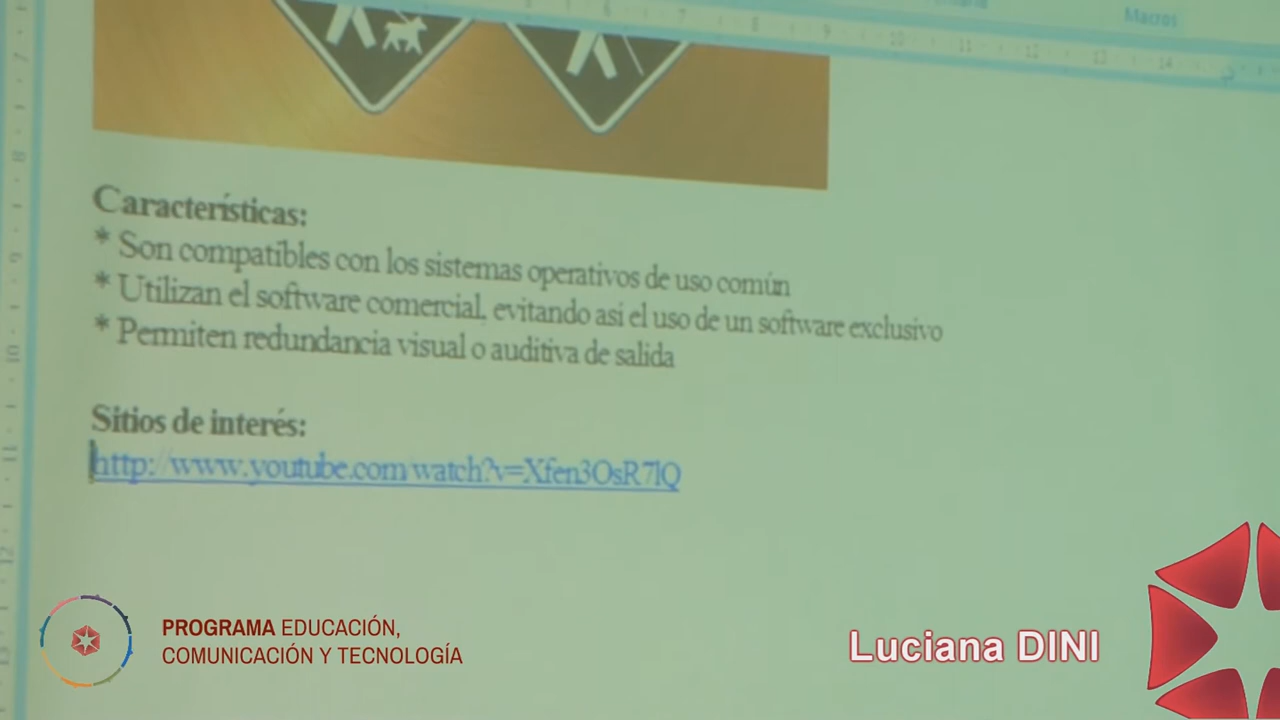 Macros
Características:
* Son compatibles con los sistemas operativos de uso común
* Utilizan el software comercial, evitando asi el uso de un software exclusivo
* Permiten redundancia visual o auditiva de salida
Sitios de interés:
http://www.youtube.com/watch?v=Xfen3OsR7lQ
PROGRAMA EDUCACIÓN,
COMUNICACIÓN Y TECNOLOGÍA
Luciana DINI